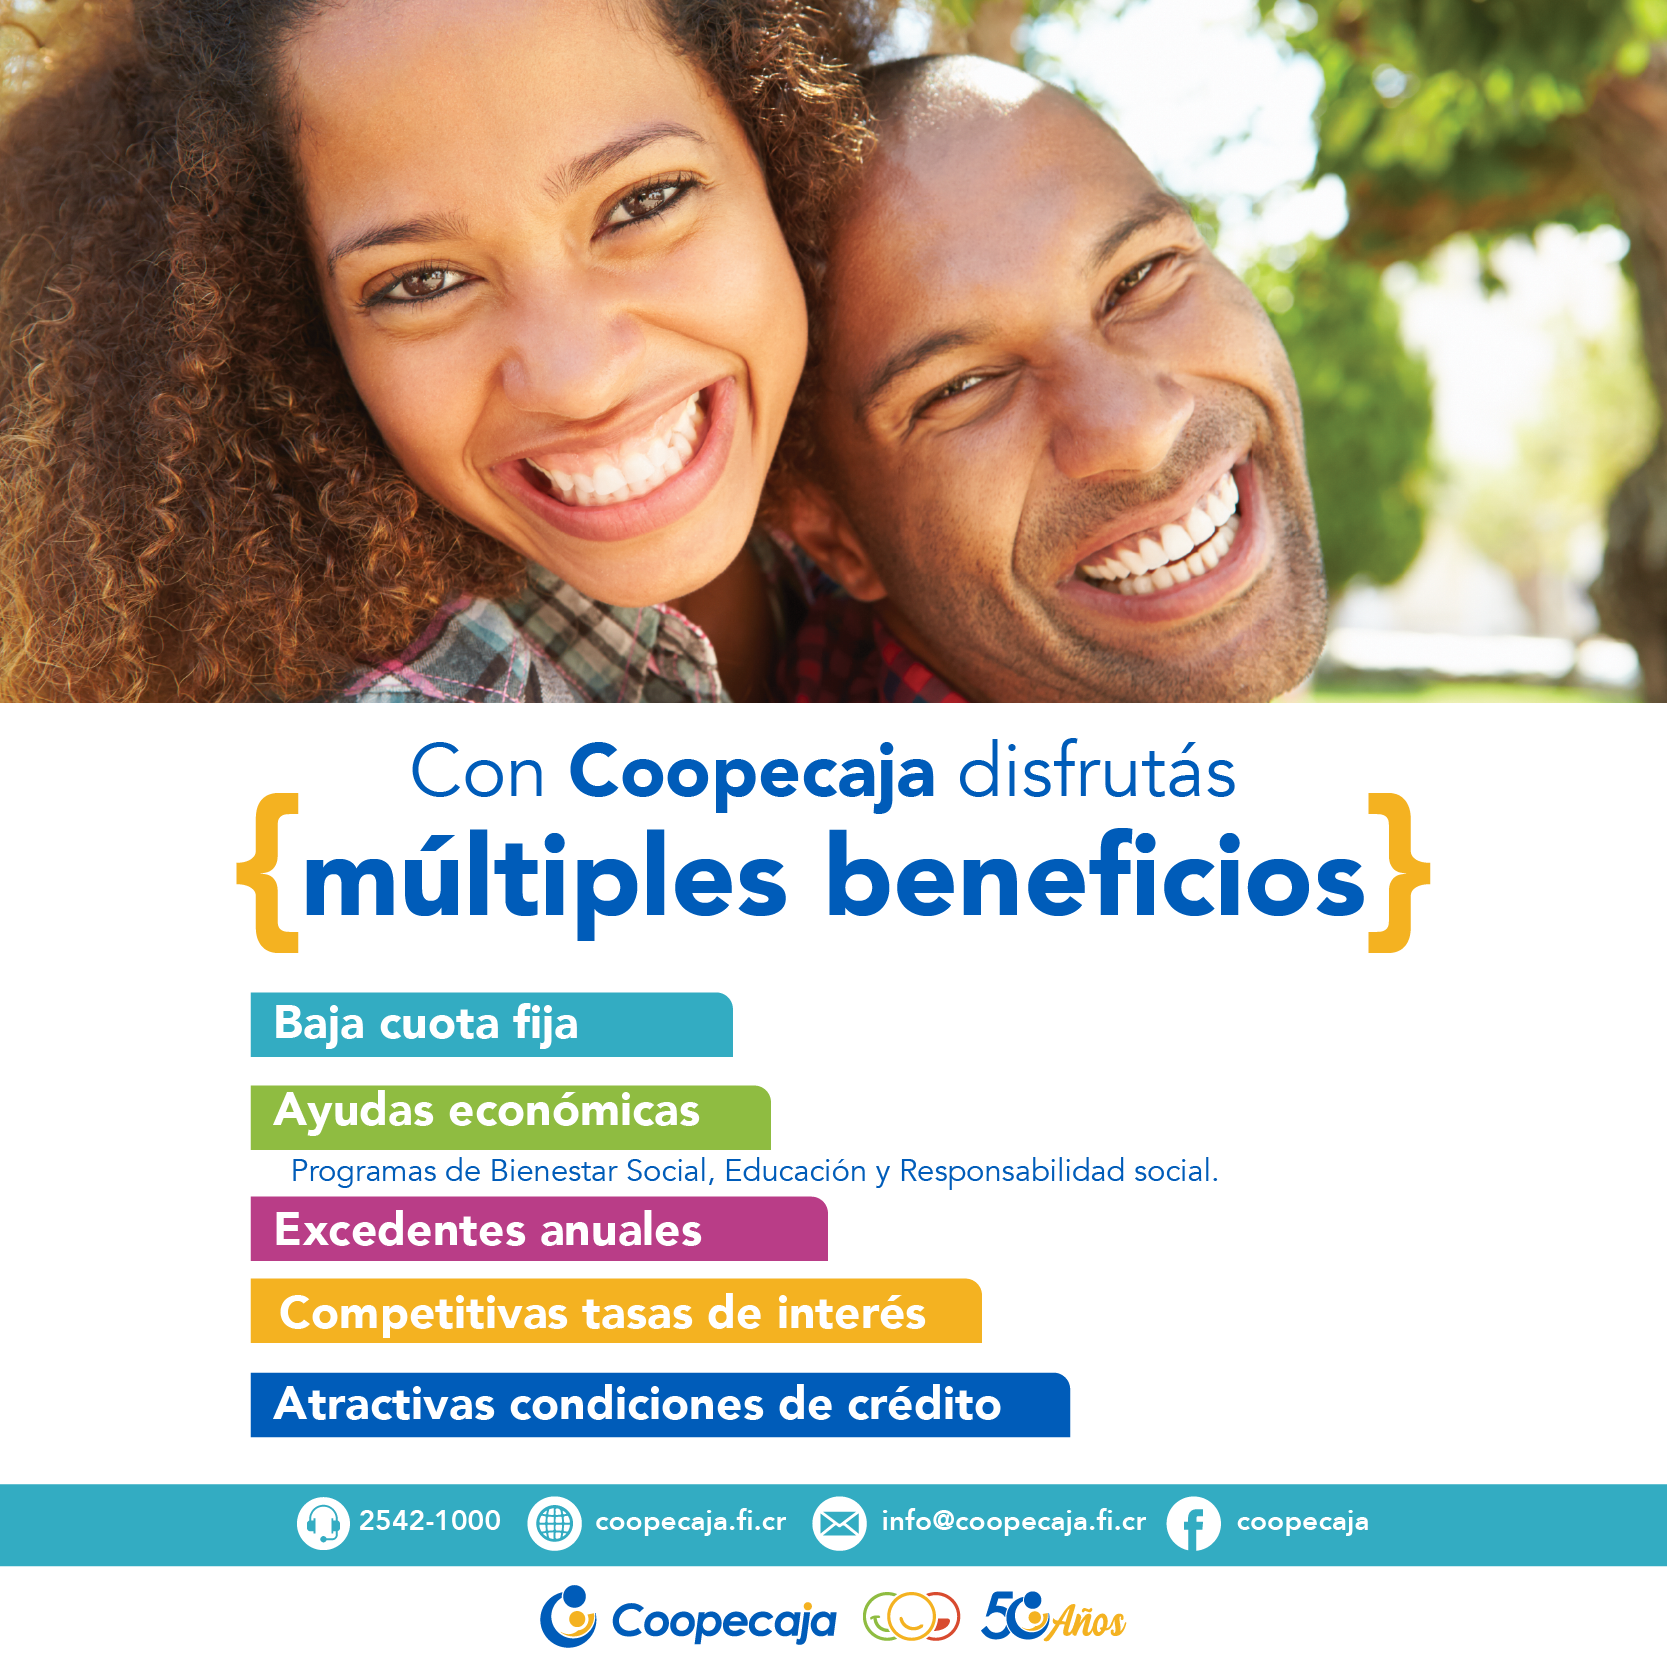 Con Coopecaja disfrutás
{múltiples beneficios}
Baja cuota fija
Ayudas económicas
Programas de Bienestar Social, Educación y Responsabilidad social.
Excedentes anuales
Competitivas tasas de interés
Atractivas condiciones de crédito
2542-1000 coopecaja.fi.cr info@coopecaja.fi.cr coopecaja
Coopecaja 50 Años